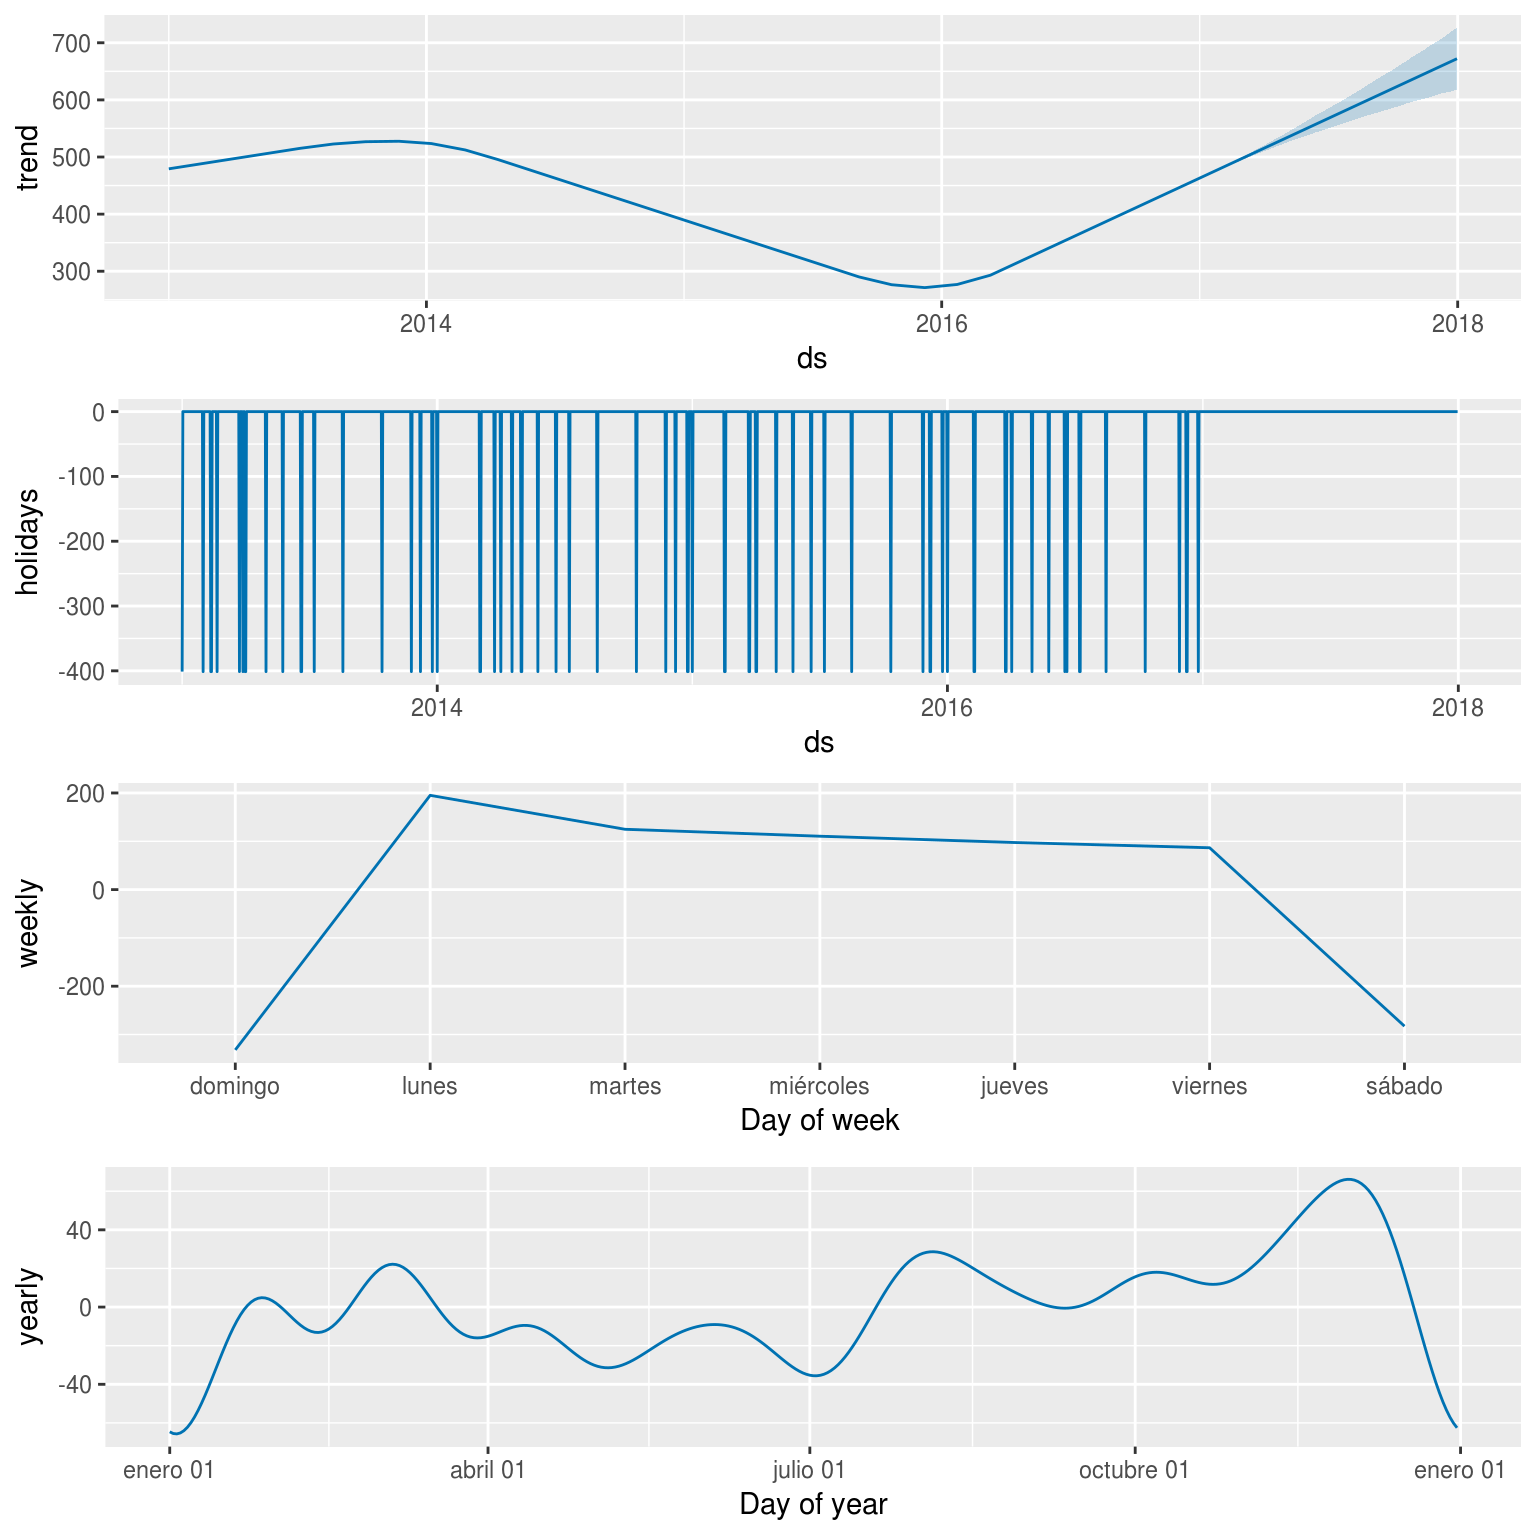 trend
700
600
500
400
300
2014 2016 2018
ds
holidays
0
-100
-200
-300
-400
2014 2016 2018
ds
weekly
200
0
-200
domingo lunes martes miércoles jueves viernes sábado
Day of week
yearly
40
0
-40
enero 01 abril 01 julio 01 octubre 01 enero 01
Day of year